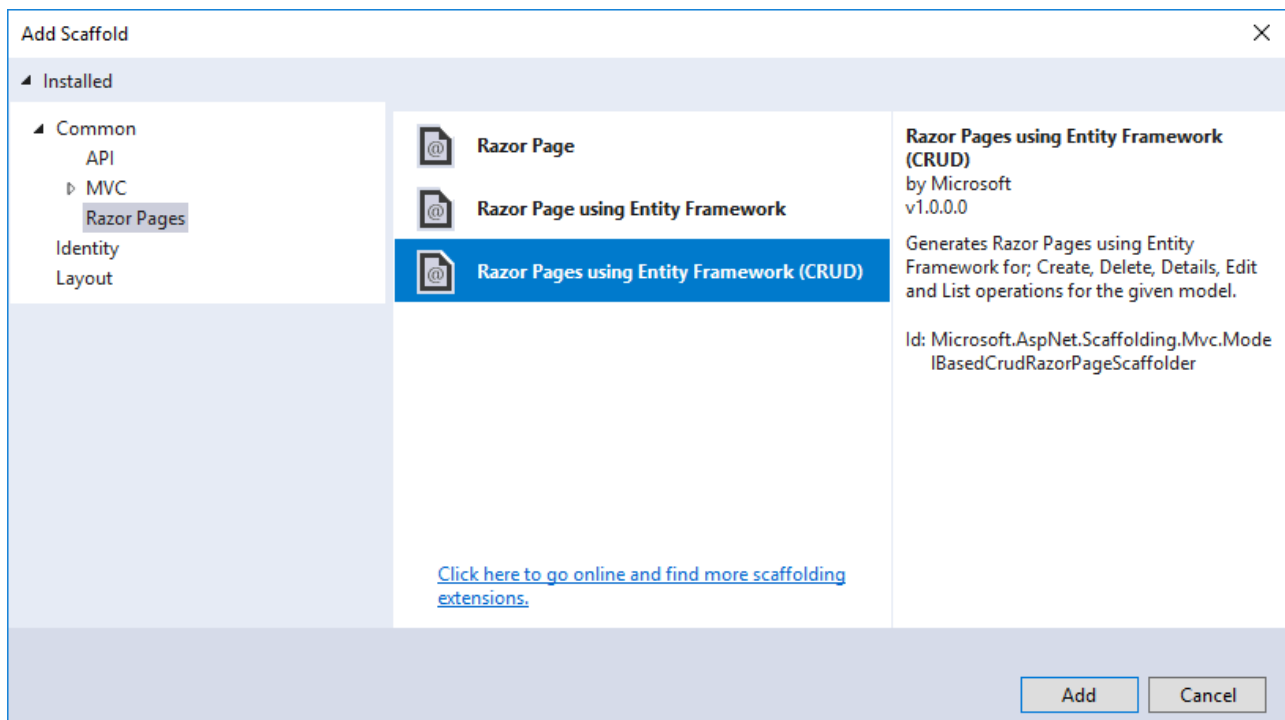 Add Scaffold
Installed
Common
API
MVC
Razor Pages
Identity
Layout
Razor Page
Razor Page using Entity Framework
Razor Pages using Entity Framework (CRUD)
Click here to go online and find more scaffolding
extensions.
Razor Pages using Entity Framework
(CRUD)
by Microsoft
v1.0.0.0
Generates Razor Pages using Entity
Framework for; Create, Delete, Details, Edit
and List operations for the given model.
Id: Microsoft.AspNet.Scaffolding.Mvc.Mode
lBasedCrudRazorPageScaffolder
Add
Cancel